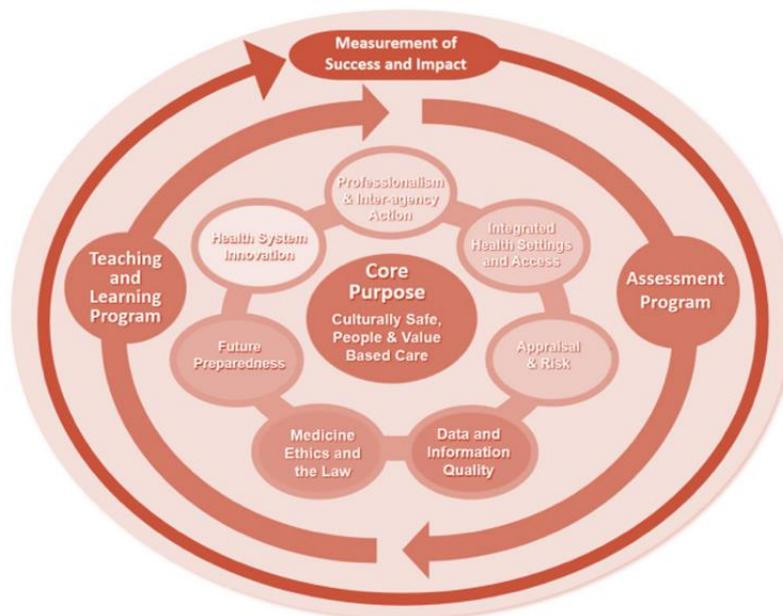 Measurement of
Success and Impact
Professionalism
& Inter-agency
Action
Health System
Innovation
Integrated
Health Settings
and Access
Teaching
and
Learning
Program
Core
Purpose
Culturally Safe,
People & Value
Based Care
Assessment
Program
Future
Preparedness
Appraisal
& Risk
Medicine
Ethics and
the Law
Data and
Information
Quality